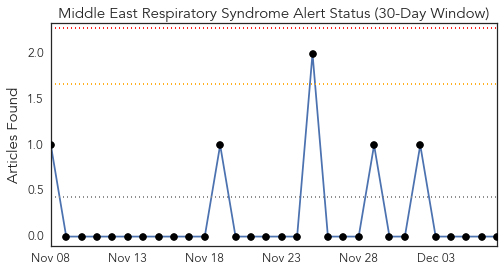 Middle East Respiratory Syndrome Alert Status (30-Day Window)
Articles Found
2.0
1.5
1.0
0.5
0.0
Nov 08 Nov 13 Nov 18 Nov 23 Nov 28 Dec 03